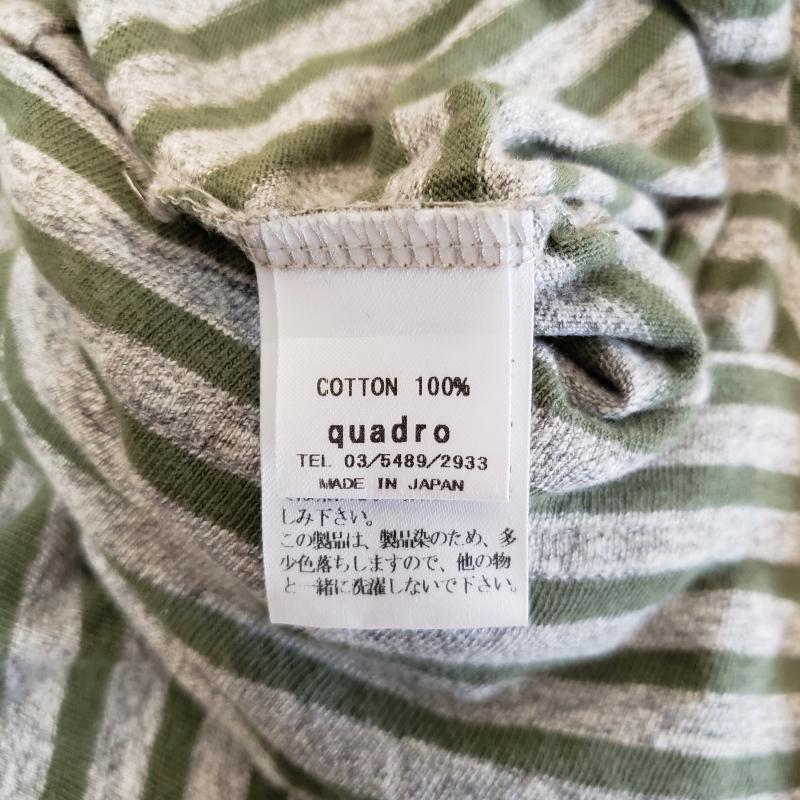 COTTON 100%
quadro
TEL 03/5489/2933
MADE IN JAPAN
しみ下さい。
この製品は、製品染のため、多
少色落ちしますので、他の物
と一緒に洗濯しないで下さい。